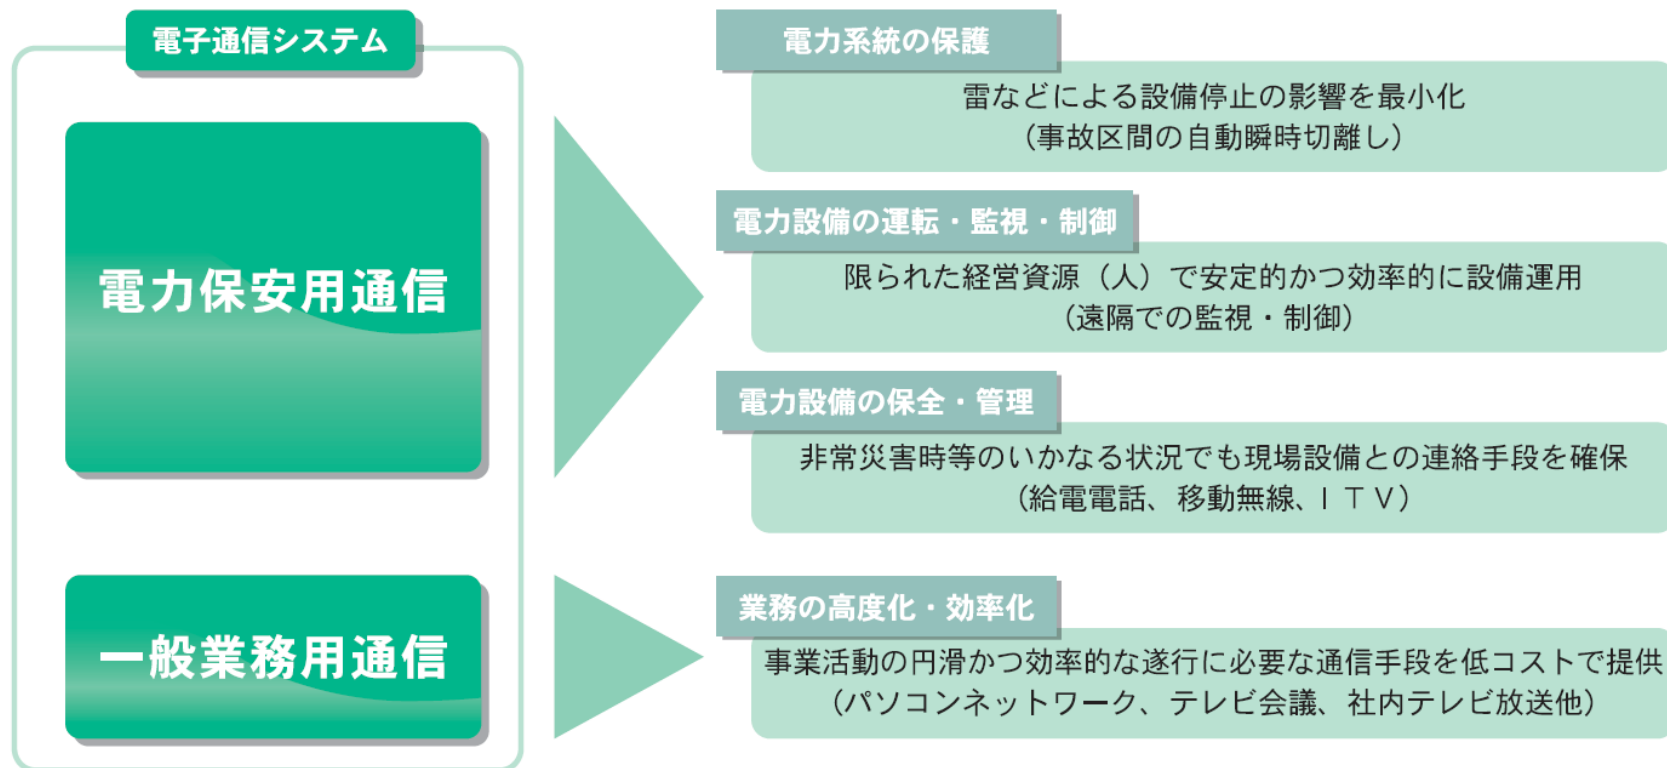 電子通信システム
電力保安用通信
電力系統の保護
雷などによる設備停止の影響を最小化
(事故区間の自動瞬時切離し)
電力設備の運転・監視・制御
限られた経営資源（人）で安定的かつ効率的に設備運用
(遠隔での監視・制御)
電力設備の保全・管理
非常災害時等のいかなる状況でも現場設備との連絡手段を確保
(給電電話、移動無線、ＩＴＶ)
一般業務用通信
業務の高度化・効率化
事業活動の円滑かつ効率的な遂行に必要な通信手段を低コストで提供
(パソコンネットワーク、テレビ会議、社内テレビ放送他)